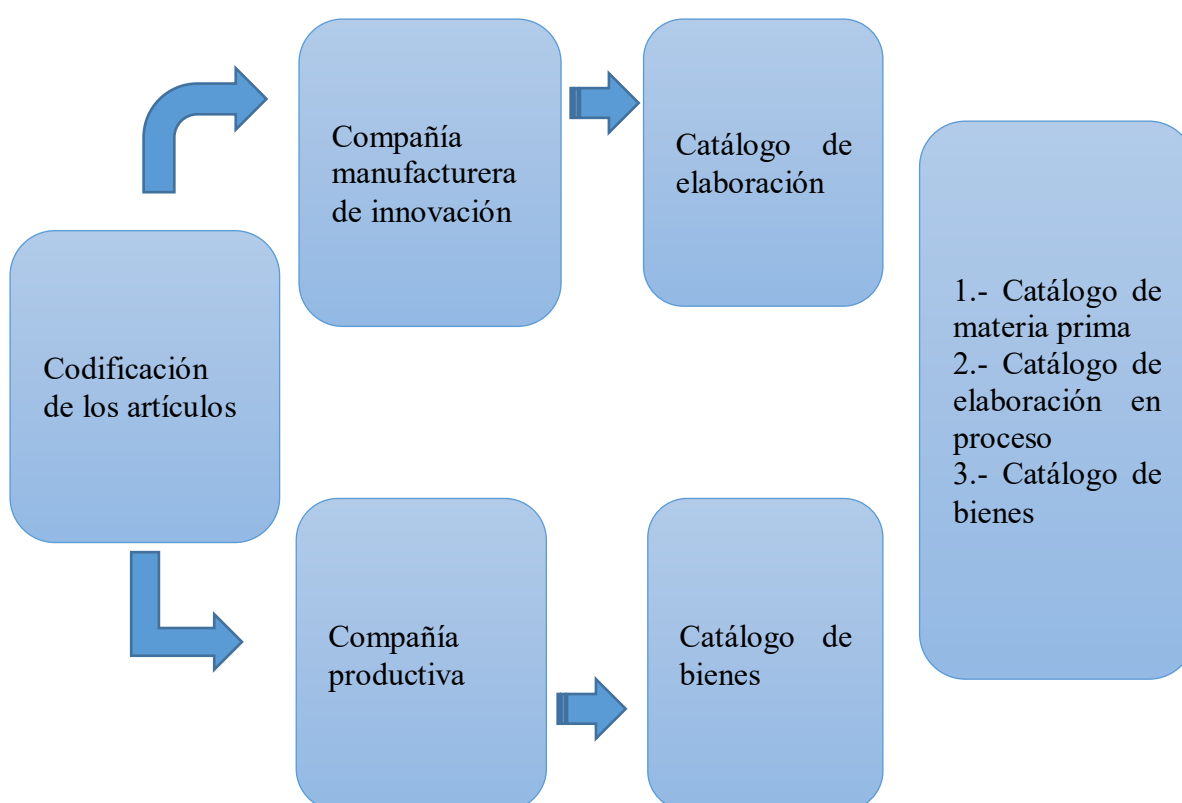 Codificación
de los artículos
Compañía
manufacturera
de innovación
Catálogo de
elaboración
Compañía
productiva
Catálogo de
bienes
1.- Catálogo de
materia prima
2.- Catálogo de
elaboración en
proceso
3.- Catálogo de
bienes